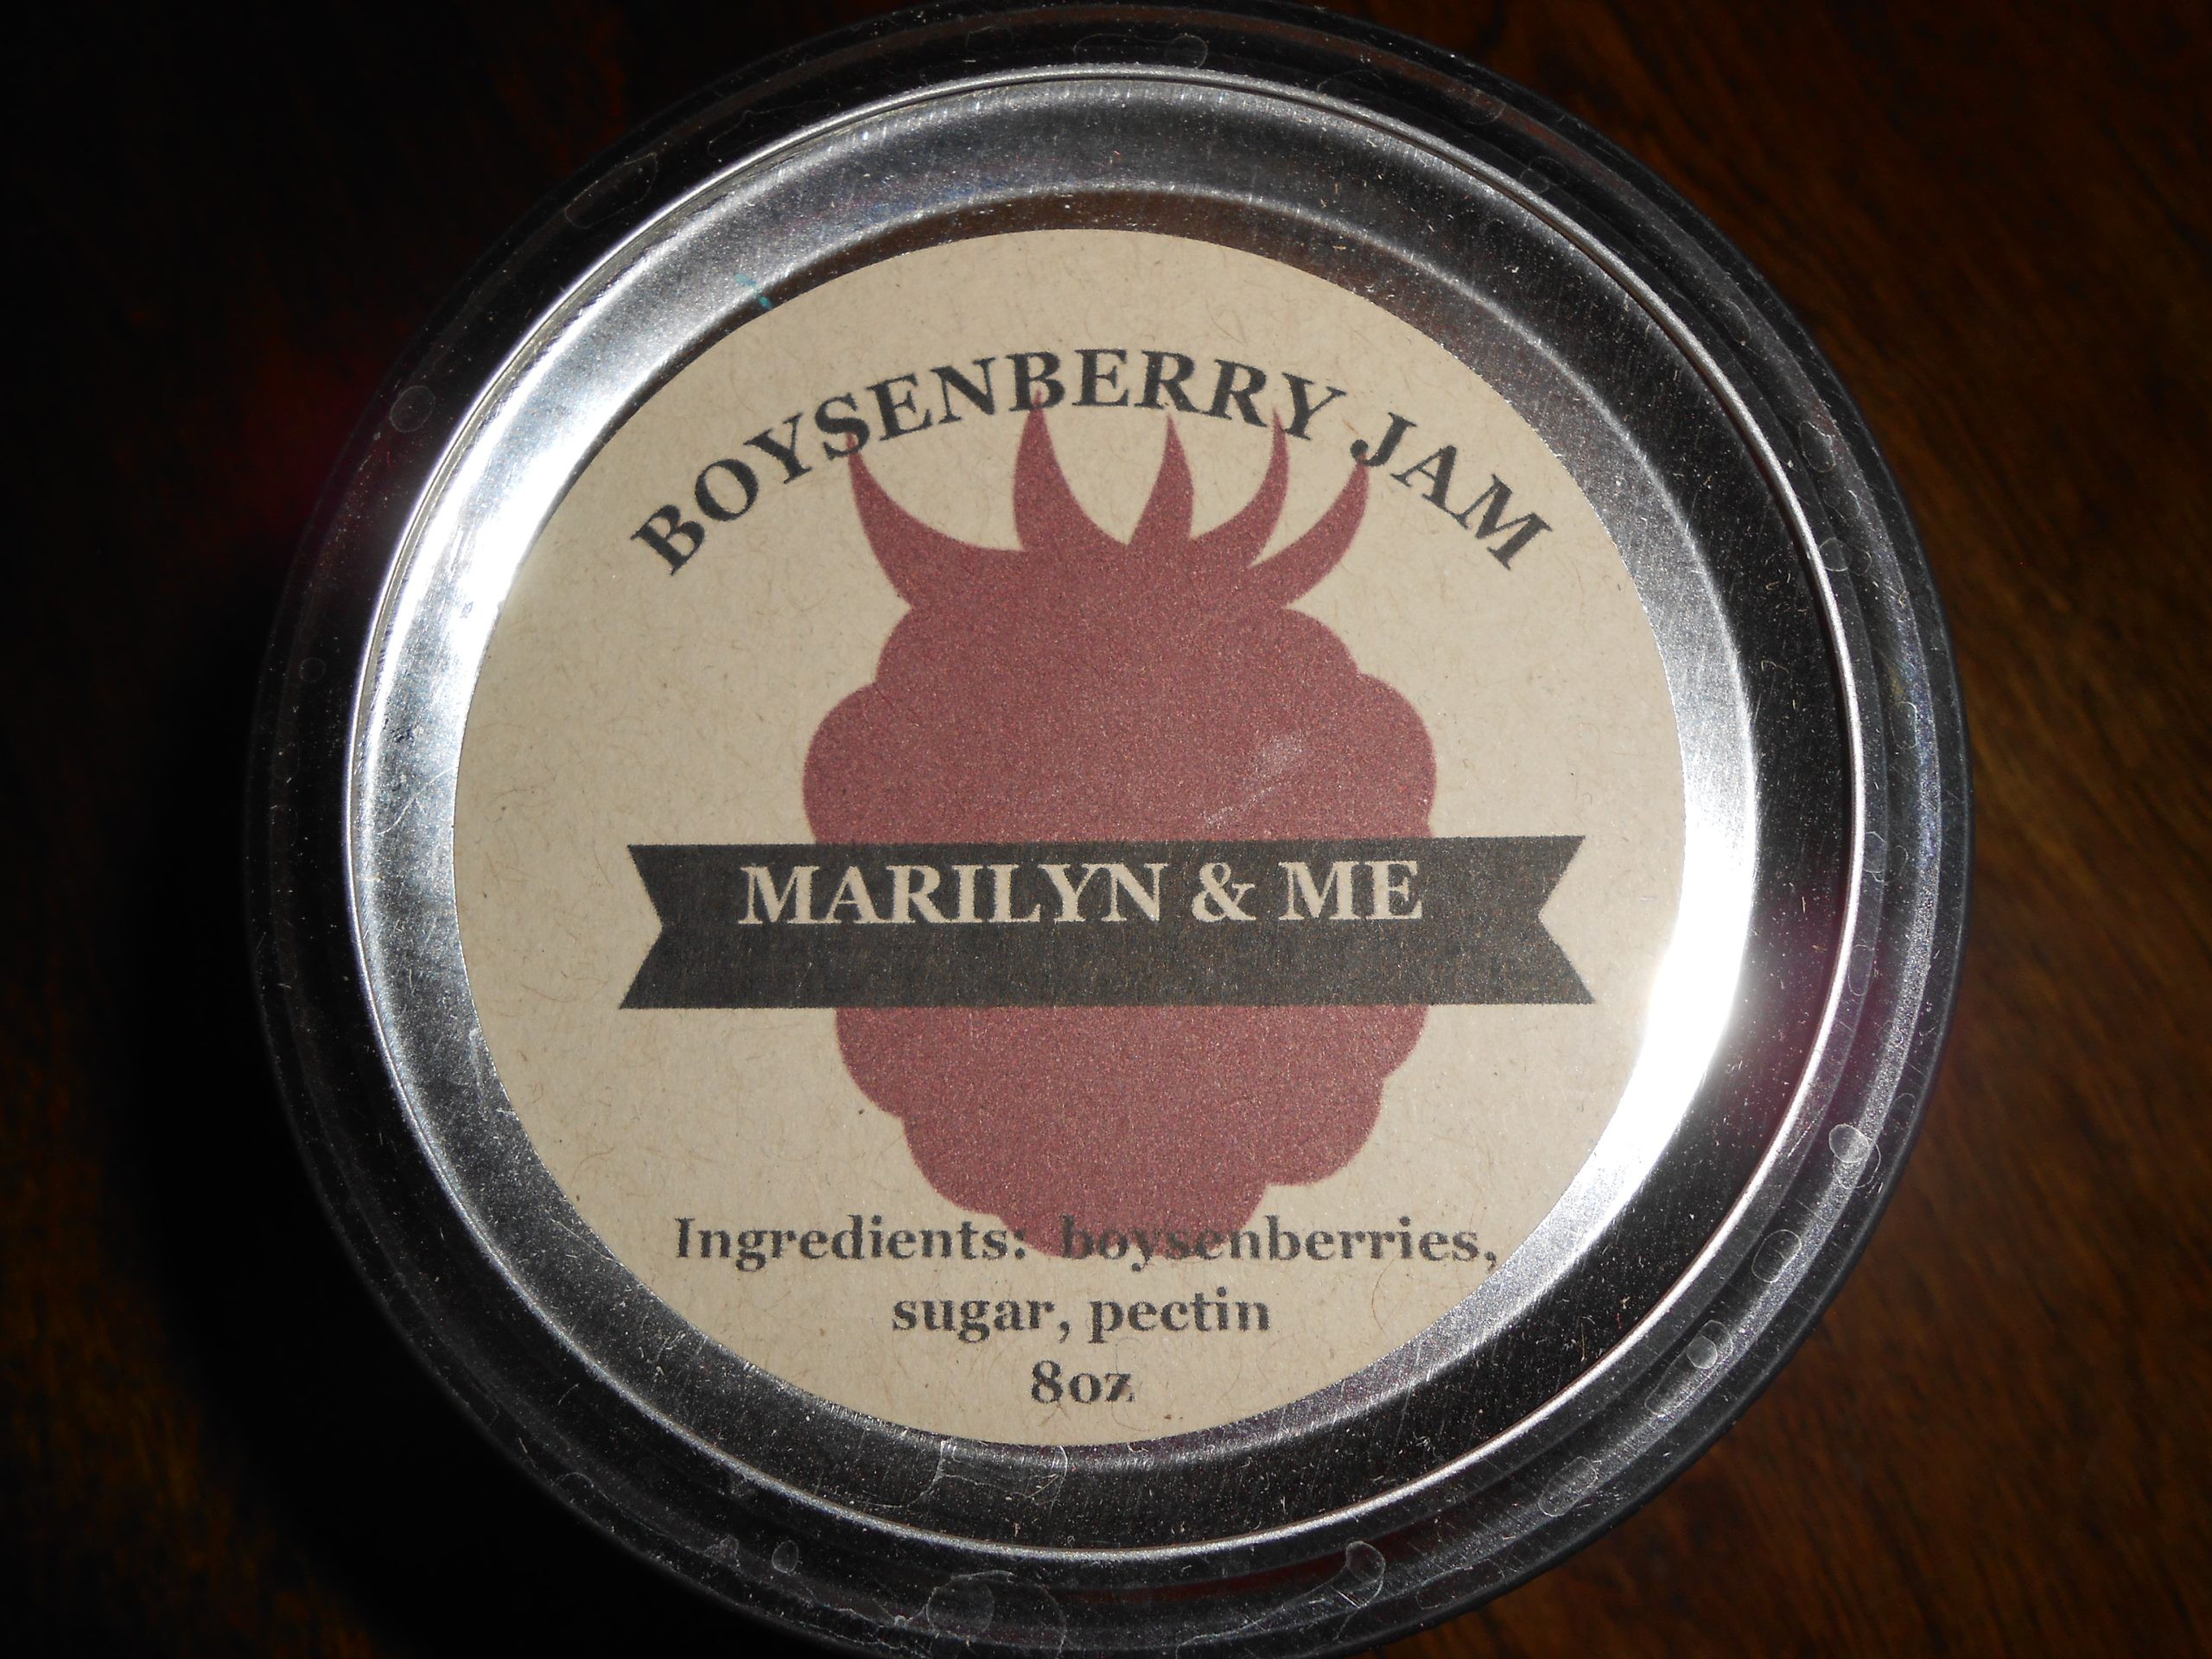 BOYSENBERRY JAM
MARILYN & ME
Ingredients: boysenberries,
sugar, pectin
8oz